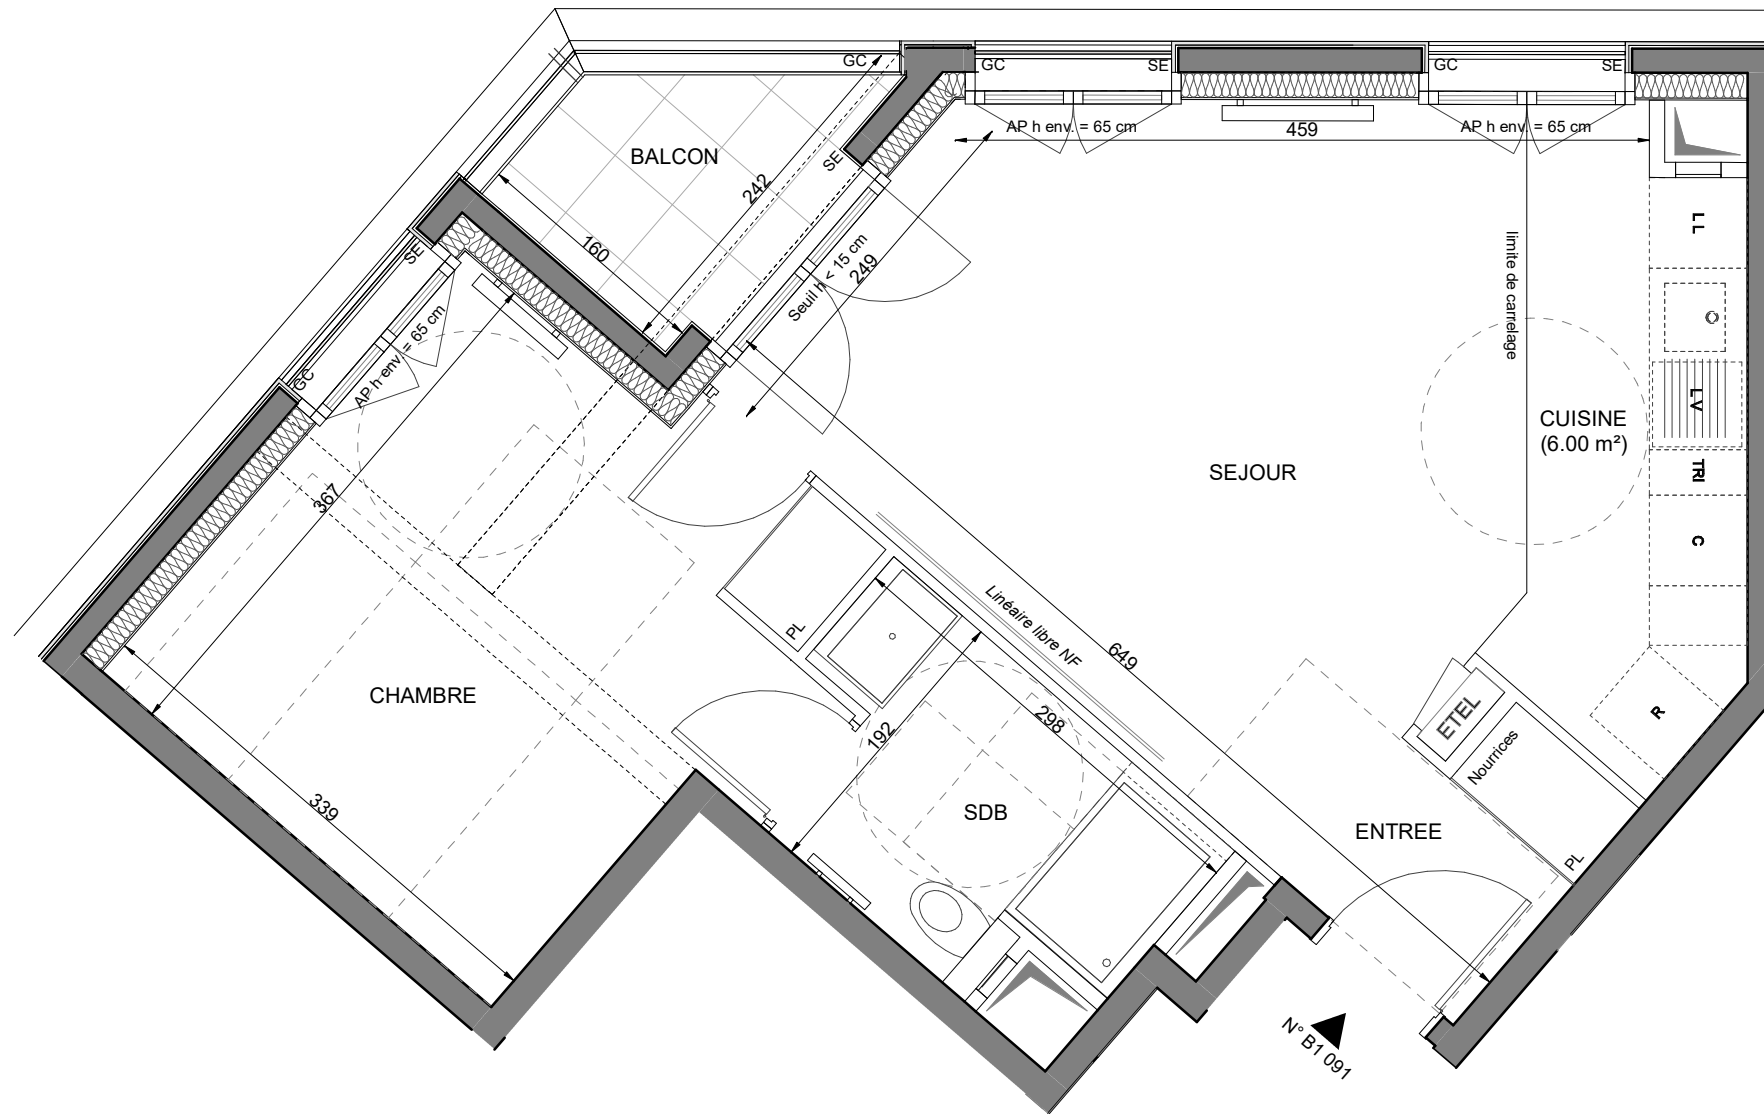 GC
GC
SE
GC
SE
AP h env. = 65 cm
459
AP h env. = 65 cm
BALCON
SE
242
160
SE
Seuil h < 15 cm
249
limite de carrelage
LL
GC
AP h env. = 65 cm
LV
CUISINE
(6.00 m²)
SEJOUR
TRI
367
C
Linéaire libre NF
PL
649
CHAMBRE
298
192
R
ETEL
Nourrices
339
SDB
ENTREE
PL
N° B1 091